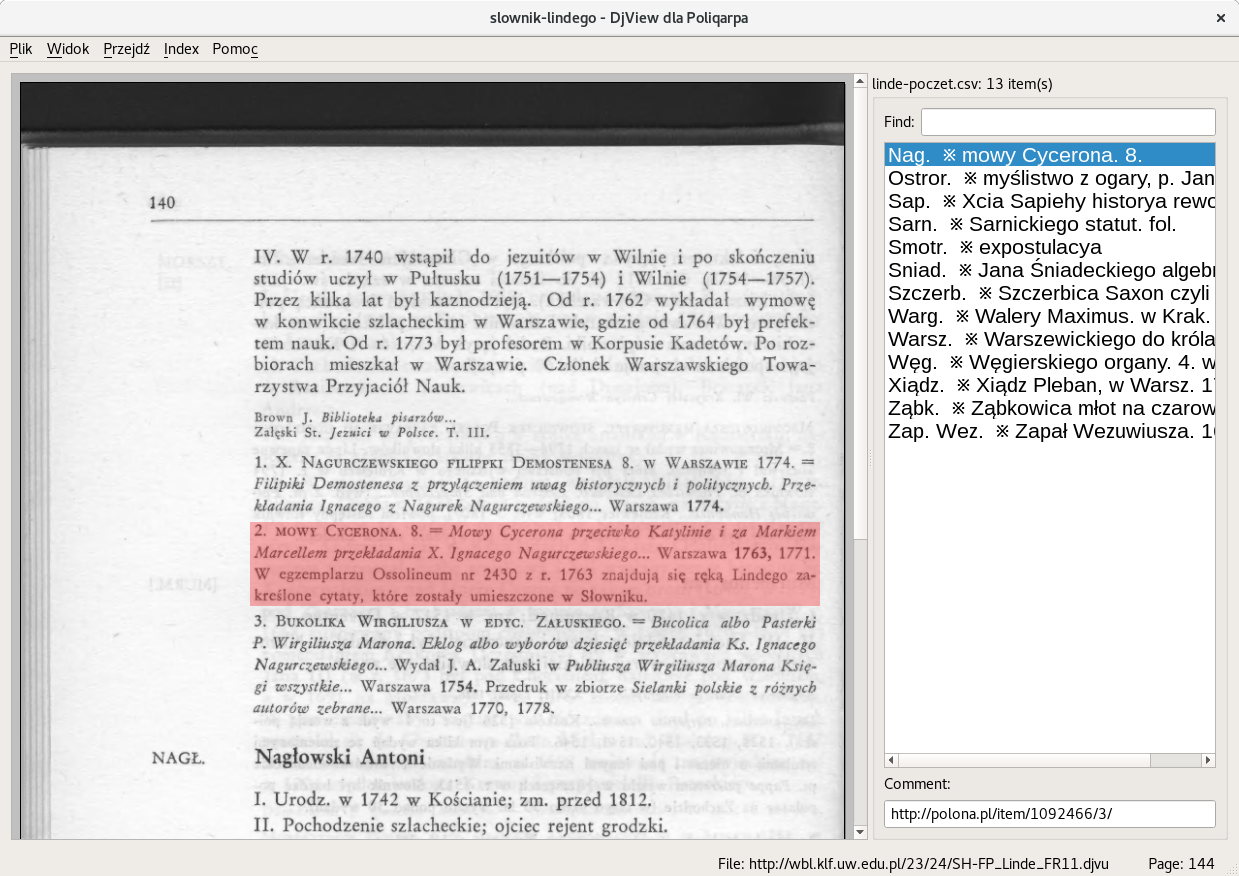 slownik-lindego - DjView dla Poliqarpa
Plik Widok Przejdź Index Pomoc
140
IV. W r. 1740 wstąpił do jezuitów w Wilnie i po skończeniu
studiów uczył w Pułtusku (1751—1754) i Wilnie (1754—1757).
Przez kilka lat był kaznodzieją. Od r. 1762 wykładał wymowę
w konwikcie szlacheckim w Warszawie, gdzie od 1764 był prefek-
tem nauk. Od r. 1773 był profesorem w Korpusie Kadetów. Po roz-
biorach mieszkał w Warszawie. Członek Warszawskiego Towa-
rzystwa Przyjaciół Nauk.
Brown J. Biblioteka pisarzów...
Załęski St. Jezuici w Polsce. T. III.
1. X. Nagurczewskiego filippki Demostenesa 8. w Warszawie 1774. =
Filipiki Demostenesa z przyłączeniem uwag historycznych i politycznych. Prze-
kładania Ignacego z Nagurek Nagurczewskiego... Warszawa 1774.
2. mowy Cycerona. 8. = Mowy Cycerona przeciwko Katylinie i za Markiem
Marcellem przekładania X. Ignacego Nagurczewskiego... Warszawa 1763, 1771.
W egzemplarzu Ossolineum nr 2430 z r. 1763 znajdują się ręką Lindego za-
kreślone cytaty, które zostały umieszczone w Słowniku.
3. Bukolika Wirgiliusza w edyc. Załuskiego. = Bucolica albo Pasterki
P. Wirgiliusza Marona. Eklog albo wyborów dziesięć przekładania Ks. Ignacego
Nagurczewskiego... Wydał J. A. Załuski w Publiusza Wirgiliusza Marona Księ-
gi wszystkie... Warszawa 1754. Przedruk w zbiorze Sielanki polskie z różnych
autorów zebrane... Warszawa 1770, 1778.
NAGŁ. Nagłowski Antoni
I. Urodz. w 1742 w Kościanie; zm. przed 1812.
II. Pochodzenie szlacheckie; ojciec rejent grodzki.
linde-poczet.csv: 13 item(s)
Find:
Nag. ※ mowy Cycerona. 8.
Ostror. ※ myślistwo z ogary, p. Jan
Sap. ※ Xcia Sapiehy historya rewo
Sarn. ※ Sarnickiego statut. fol.
Smotr. ※ expostulacya
Sniad. ※ Jana Śniadeckiego algebr
Szczerb. ※ Szczerbica Saxon czyli
Warg. ※ Walery Maximus. w Krak.
Warsz. ※ Warszewickiego do króla
Węg. ※ Węgierskiego organy. 4. w
Xiądz. ※ Xiądz Pleban, w Warsz. 1
Ząbk. ※ Ząbkowica młot na czarow
Zap. Wez. ※ Zapał Wezuwiusza. 1
Comment:
http://polona.pl/item/1092466/3/
File: http://wbl.klf.uw.edu.pl/23/24/SH-FP_Linde_FR11.djvu Page: 144